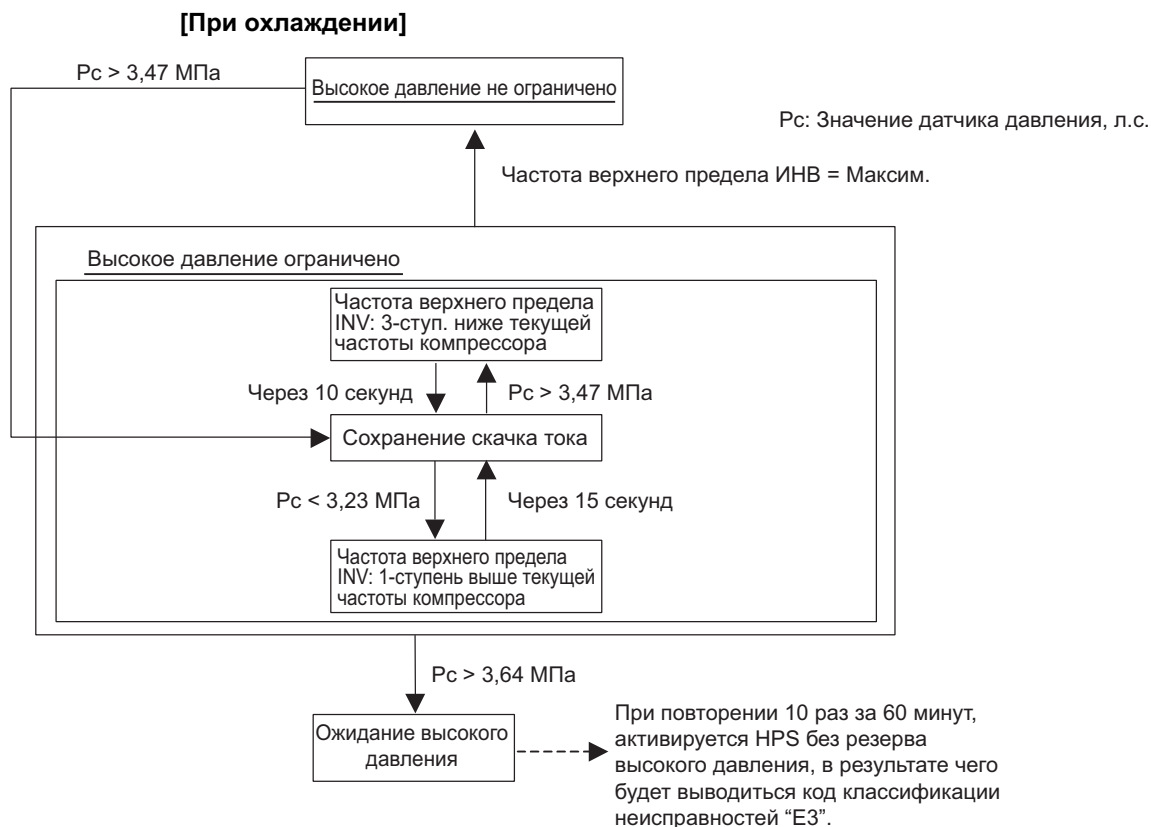 [При охлаждении]
Pc > 3,47 МПа
Высокое давление не ограничено
Pc: Значение датчика давления, л.с.
Частота верхнего предела ИНВ = Максим.
Высокое давление ограничено
Частота верхнего предела
INV: 3-ступ. ниже текущей
частоты компрессора
Через 10 секунд
Pc > 3,47 МПа
Сохранение скачка тока
Pc < 3,23 МПа
Через 15 секунд
Частота верхнего предела
INV: 1-ступень выше текущей
частоты компрессора
Pc > 3,64 МПа
Ожидание высокого
давления
При повторении 10 раз за 60 минут,
активируется HPS без резерва
высокого давления, в результате чего
будет выводиться код классификации
неисправностей “E3”.